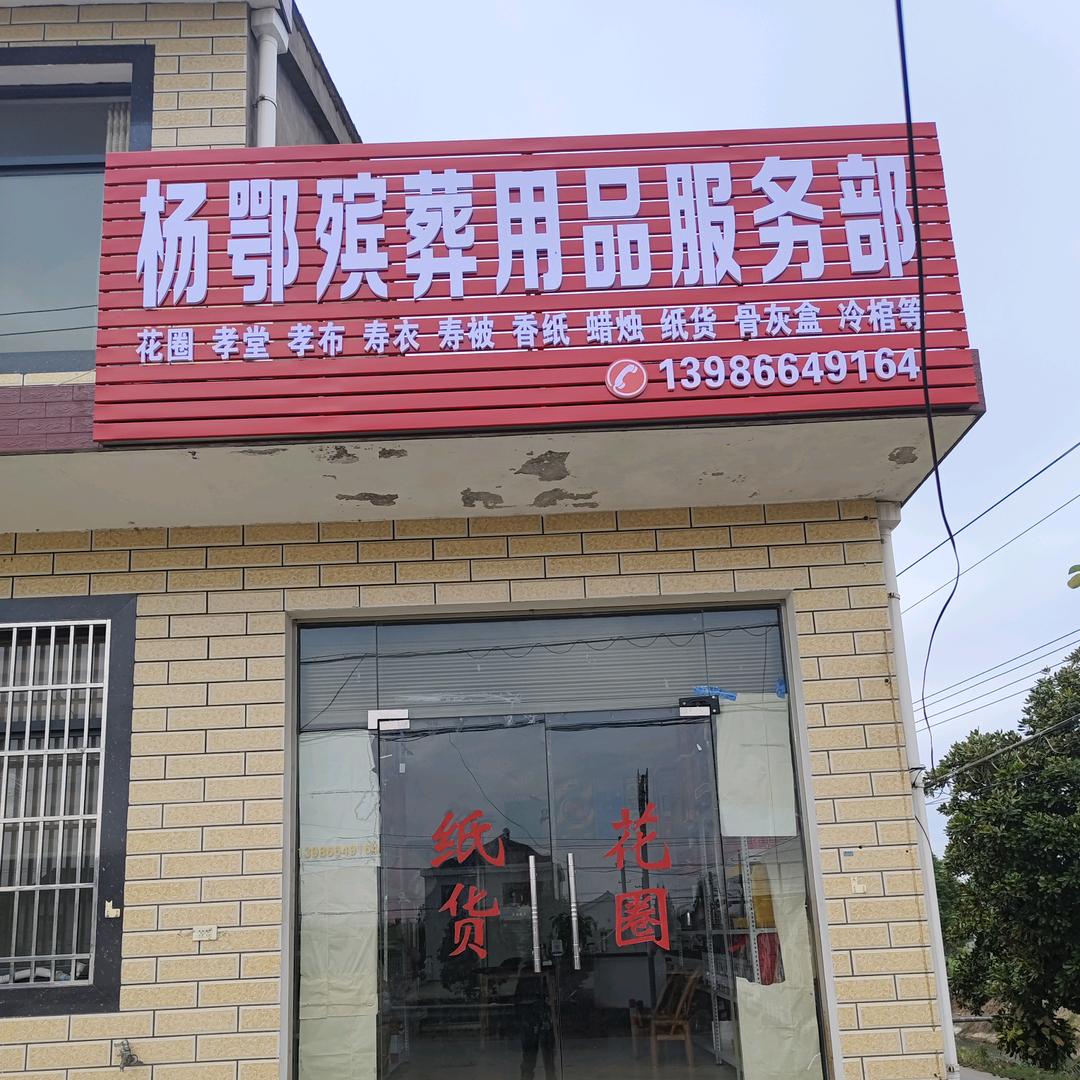 杨鄂殡葬用品服务部
花圈 孝堂 孝布 寿衣 寿被 香纸 蜡烛 纸货 骨灰盒 冷棺等
13986649164
纸货
花圈
13986649164